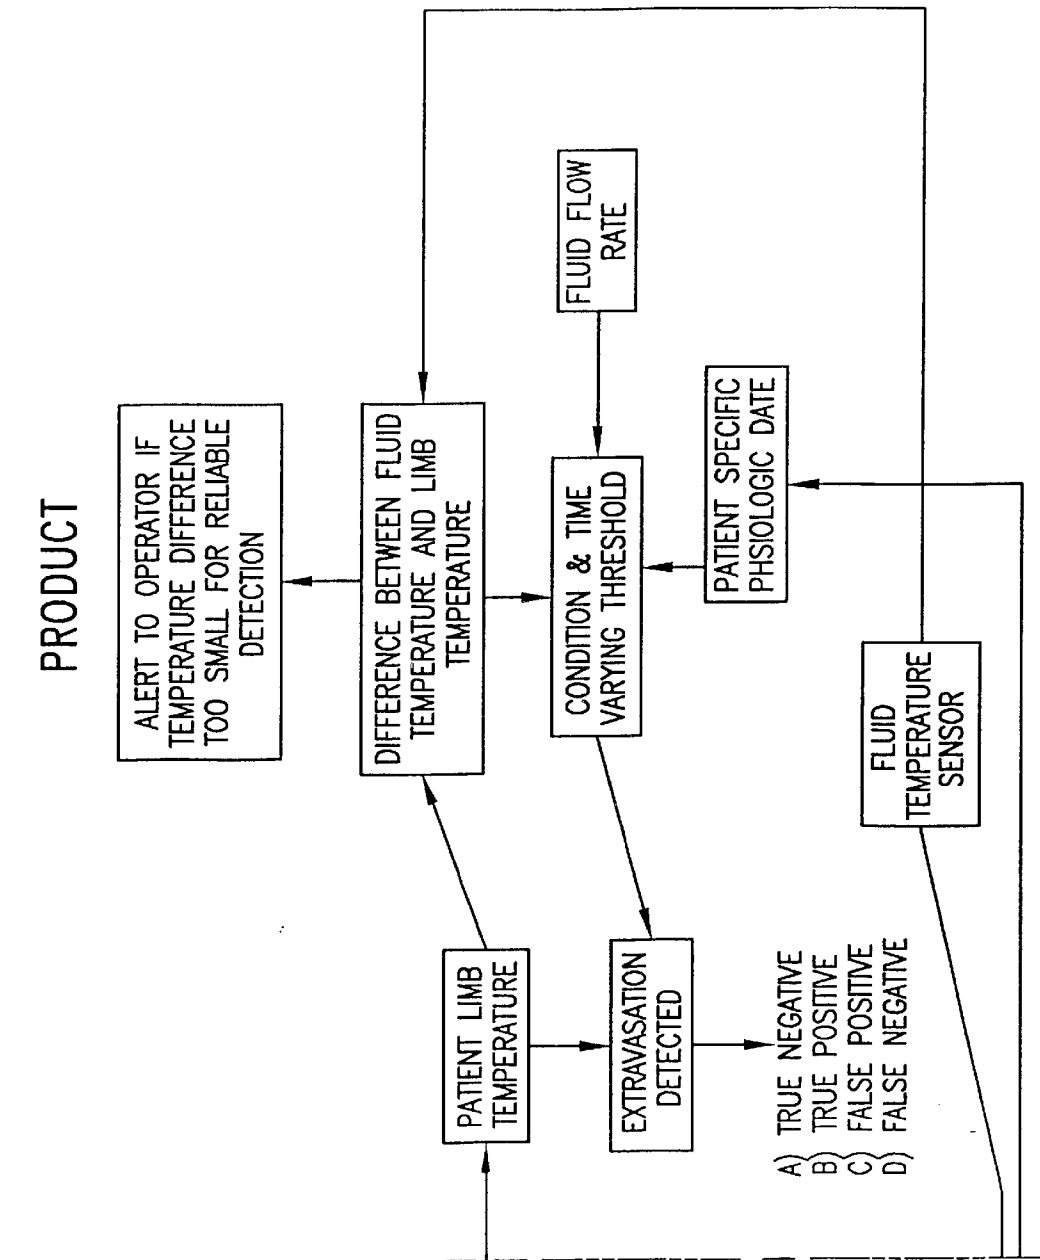 PRODUCT
ALERT TO OPERATOR IF
TEMPERATURE DIFFERENCE
TOO SMALL FOR RELIABLE
DETECTION
DIFFERENCE BETWEEN FLUID
TEMPERATURE AND LIMB
TEMPERATURE
PATIENT LIMB
TEMPERATURE
CONDITION & TIME
VARYING THRESHOLD
FLUID FLOW
RATE
EXTRAVASATION
DETECTED
PATIENT SPECIFIC
PHSIOLOGIC DATE
A) TRUE NEGATIVE
B) TRUE POSITIVE
C) FALSE POSITIVE
D) FALSE NEGATIVE
FLUID
TEMPERATURE
SENSOR